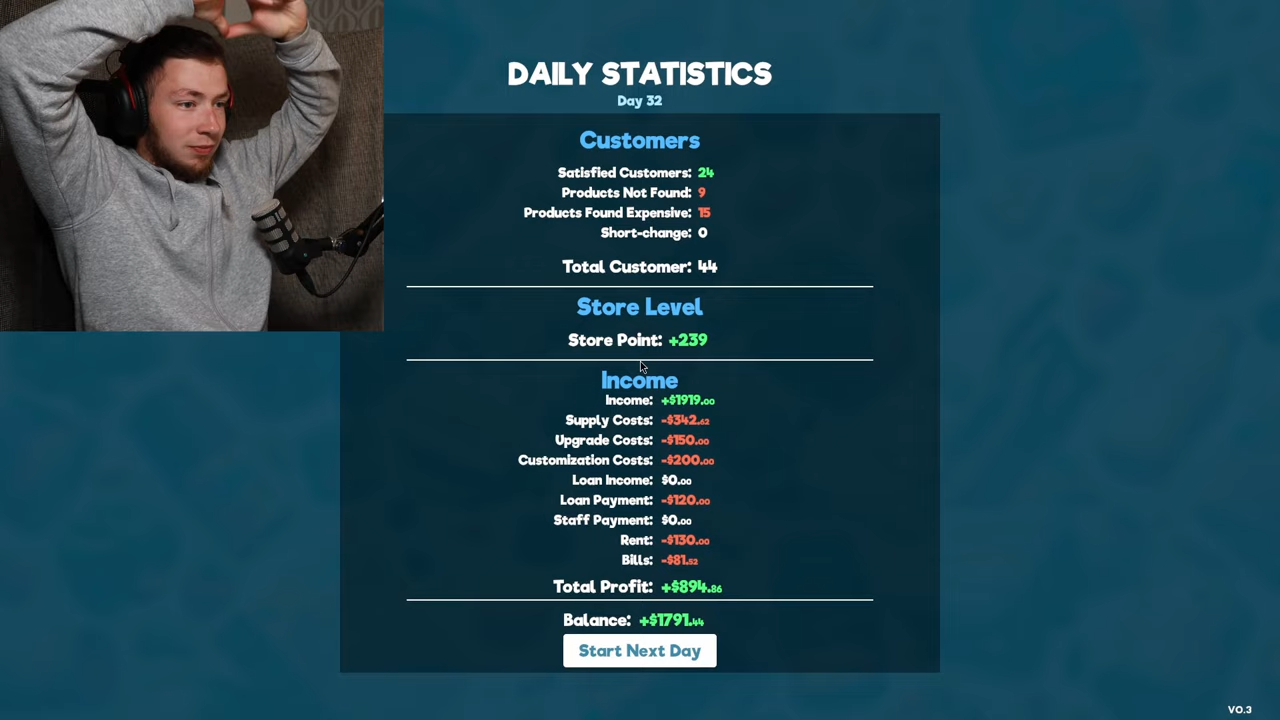 DAILY STATISTICS
Day 32
Customers
Satisfied Customers: 24
Products Not Found: 9
Products Found Expensive: 15
Short-change: 0
Total Customer: 44
Store Level
Store Point: +239
Income
Income: +$1919.00
Supply Costs: -$342.62
Upgrade Costs: -$150.00
Customization Costs: -$200.00
Loan Income: $0.00
Loan Payment: -$120.00
Staff Payment: $0.00
Rent: -$130.00
Bills: -$81.52
Total Profit: +$894.86
Balance: +$1791.44
Start Next Day
V0.3